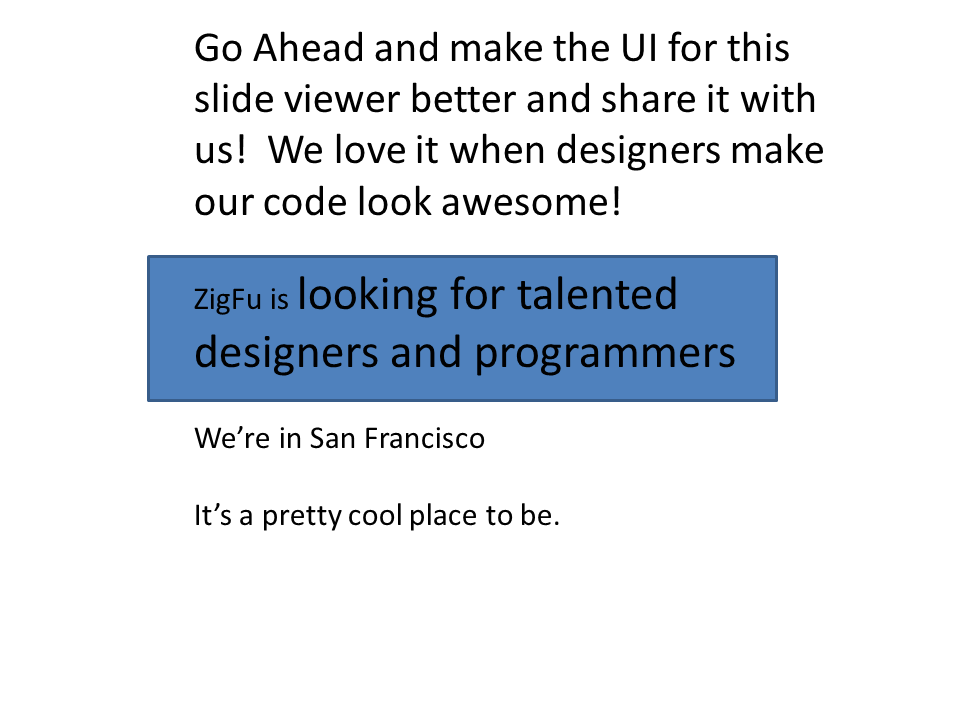 Go Ahead and make the UI for this
slide viewer better and share it with
us!  We love it when designers make
our code look awesome!
ZigFu is looking for talented
designers and programmers
We’re in San Francisco
It’s a pretty cool place to be.